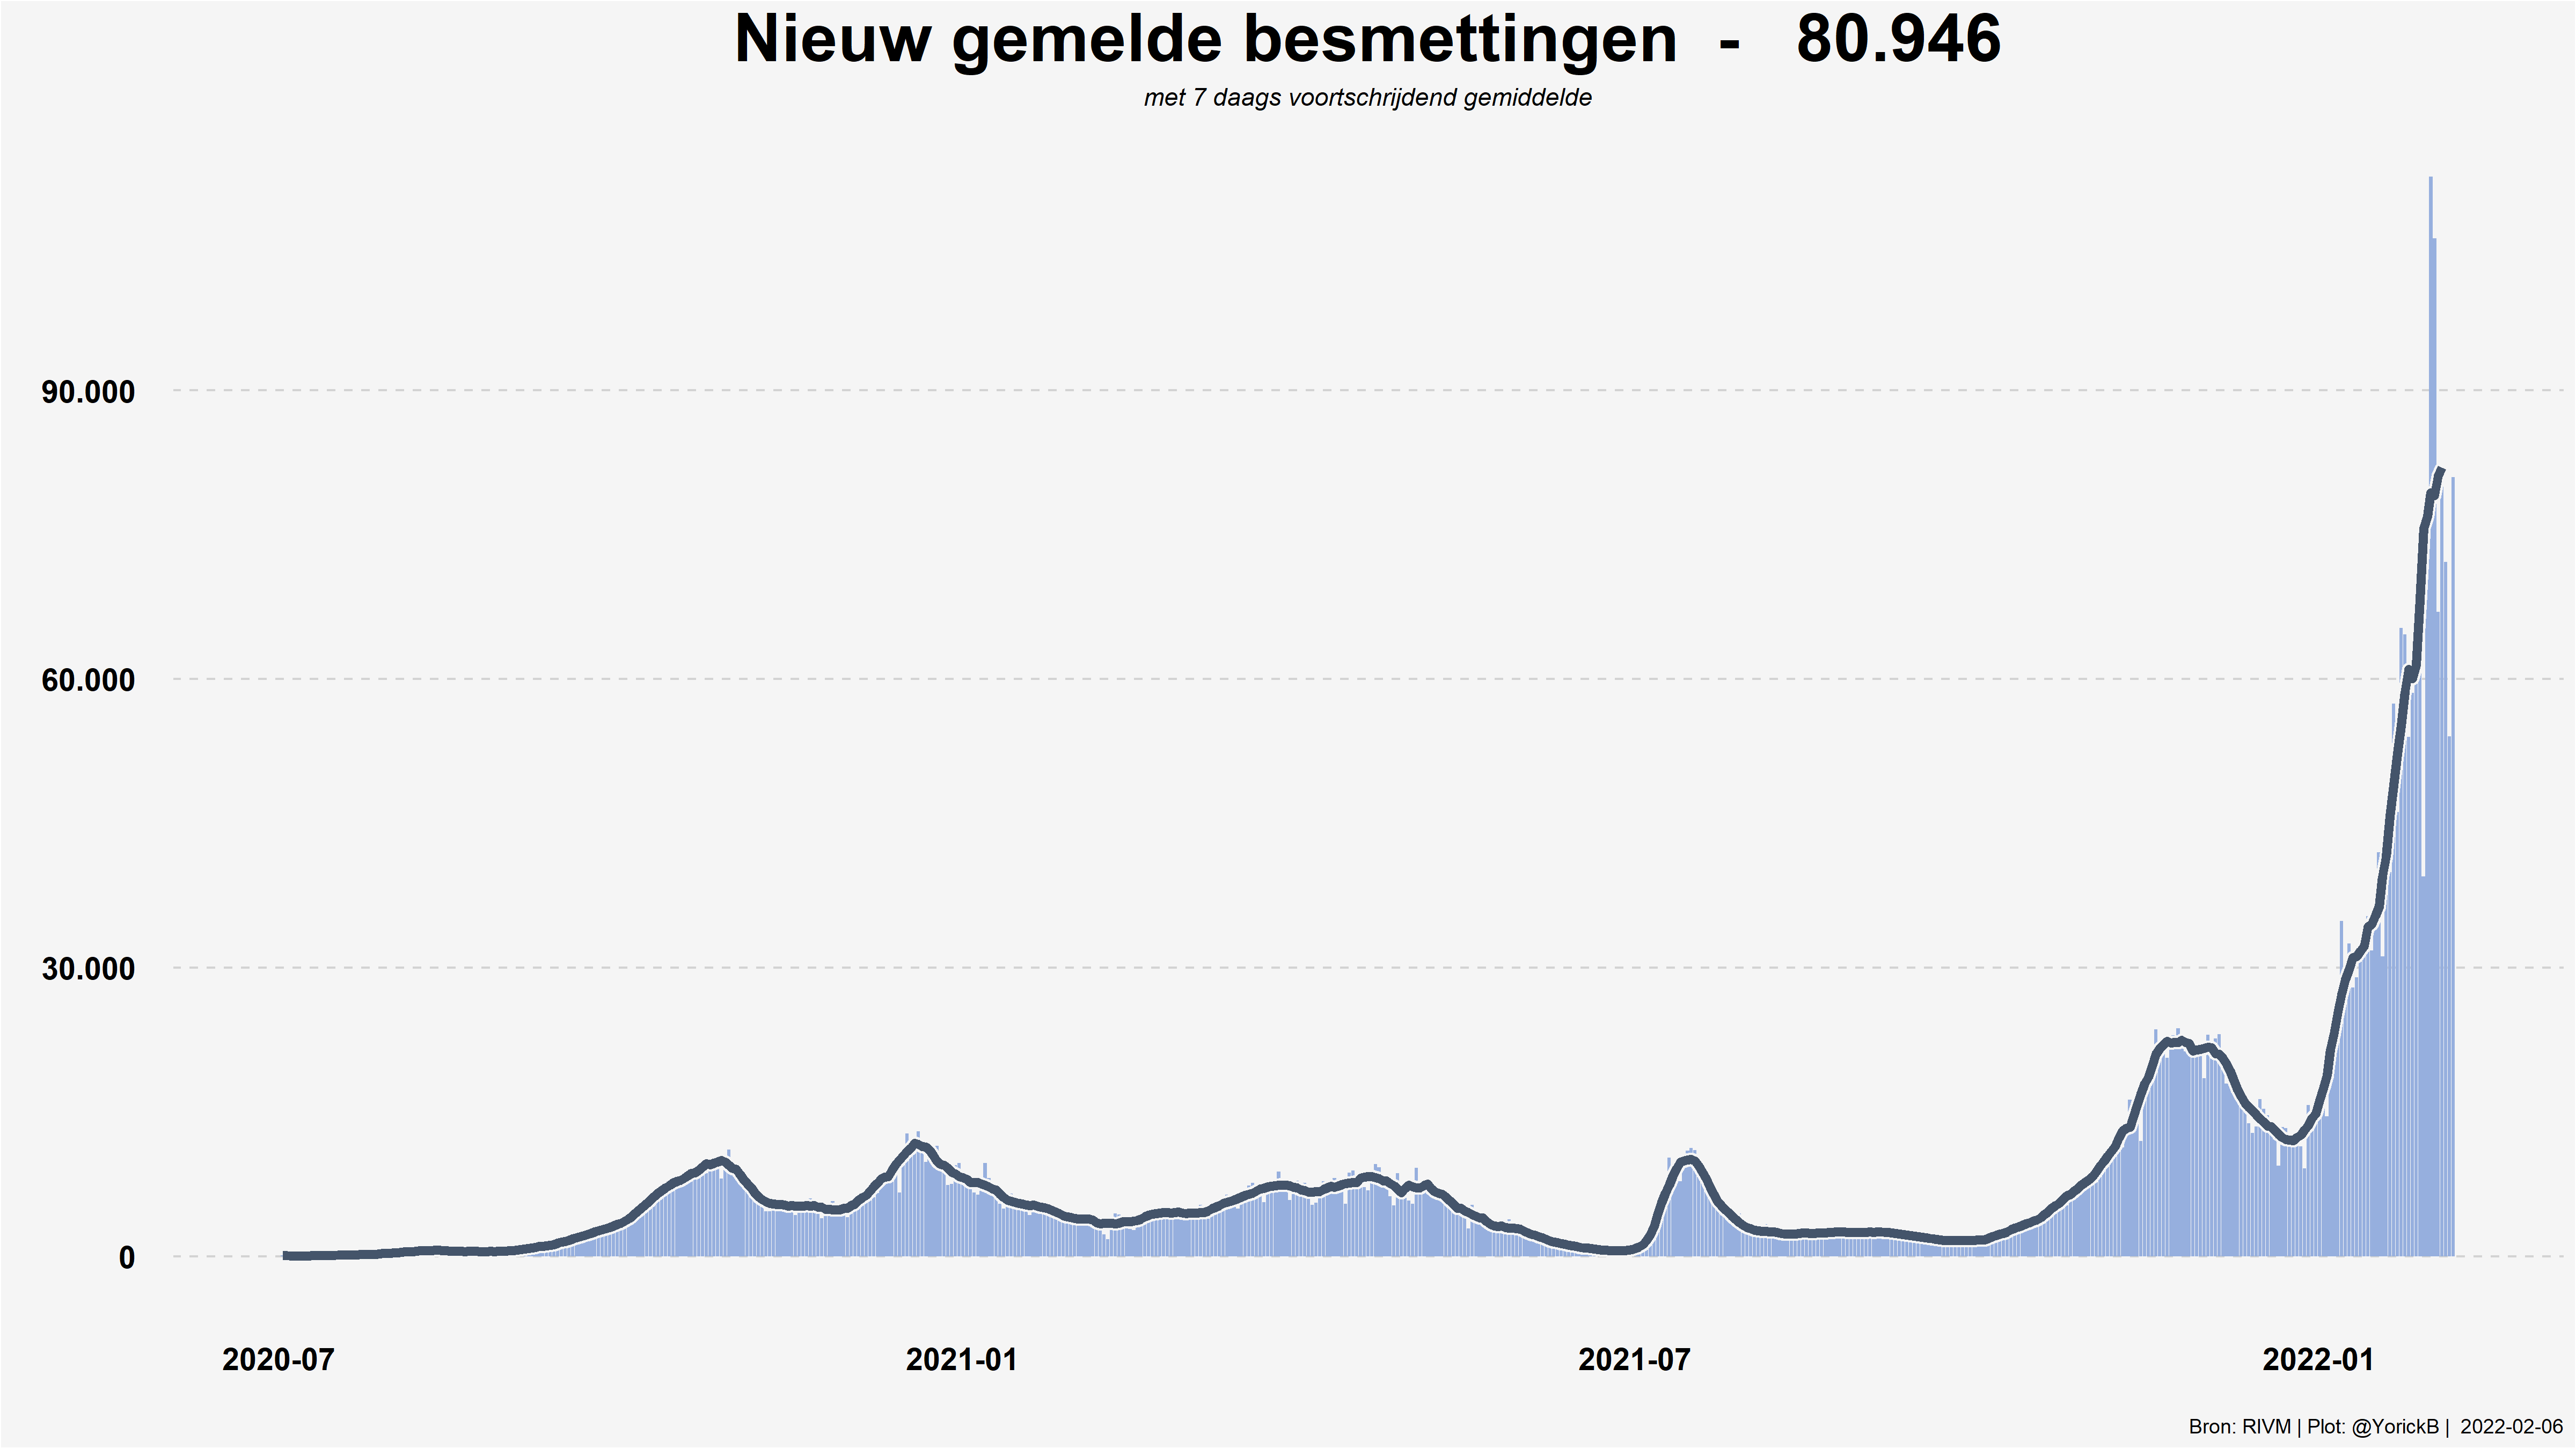 Nieuw gemelde besmettingen - 80.946
met 7 daags voortschrijdend gemiddelde
90.000
60.000
30.000
0
2020-07 2021-01 2021-07 2022-01
Bron: RIVM | Plot: @YorickB | 2022-02-06